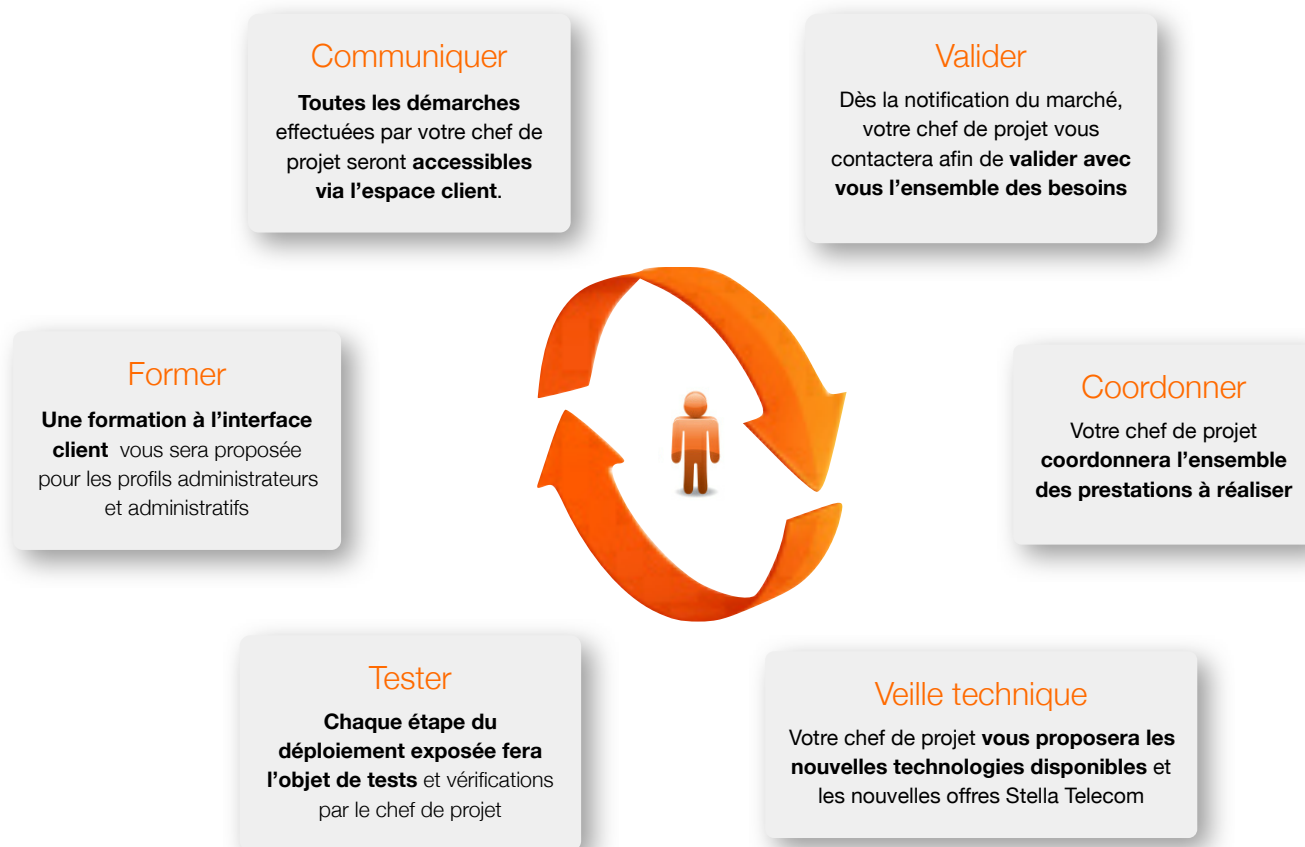 Communiquer
Toutes les démarches
effectuées par votre chef de
projet seront accessibles
via l'espace client.
Valider
Dès la notification du marché,
votre chef de projet vous
contactera afin de valider avec
vous l'ensemble des besoins
Former
Une formation à l'interface
client vous sera proposée
pour les profils administrateurs
et administratifs
Coordonner
Votre chef de projet
coordonnera l'ensemble
des prestations à réaliser
Tester
Chaque étape du
déploiement exposée fera
l'objet de tests et vérifications
par le chef de projet
Veille technique
Votre chef de projet vous proposera les
nouvelles technologies disponibles et
les nouvelles offres Stella Telecom